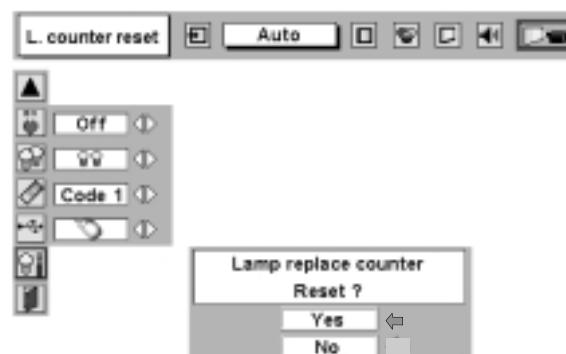 L. counter reset
Auto
Off
Code 1
Lamp replace counter
Reset ?
Yes
No